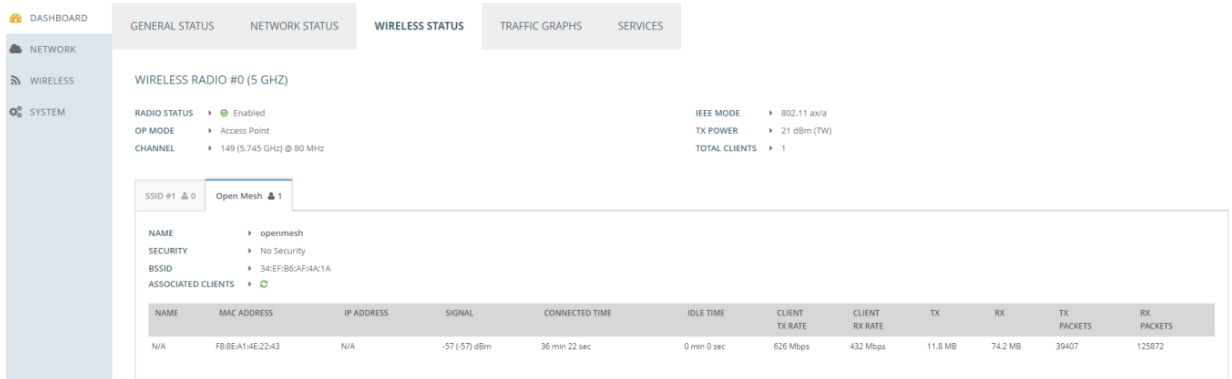 DASHBOARD
NETWORK
WIRELESS
SYSTEM
GENERAL STATUS NETWORK STATUS WIRELESS STATUS TRAFFIC GRAPHS SERVICES
WIRELESS RADIO #0 (5 GHZ)
RADIO STATUS Enabled IEEE MODE 802.11 ax/a
OP MODE Access Point TX POWER 21 dBm (TW)
CHANNEL 149 (5.745 GHz) @ 80 MHz TOTAL CLIENTS 1
SSID #1 0 Open Mesh 1
NAME openmesh
SECURITY No Security
BSSID 34:EF:B6:AF:4A:1A
ASSOCIATED CLIENTS
NAME MAC ADDRESS IP ADDRESS SIGNAL CONNECTED TIME IDLE TIME CLIENT TX RATE CLIENT RX RATE TX RX TX PACKETS RX PACKETS
N/A F8:8E:A1:4E:22:43 N/A -57 (-57) dBm 36 min 22 sec 0 min 0 sec 626 Mbps 432 Mbps 11.8 MB 74.2 MB 39407 125872